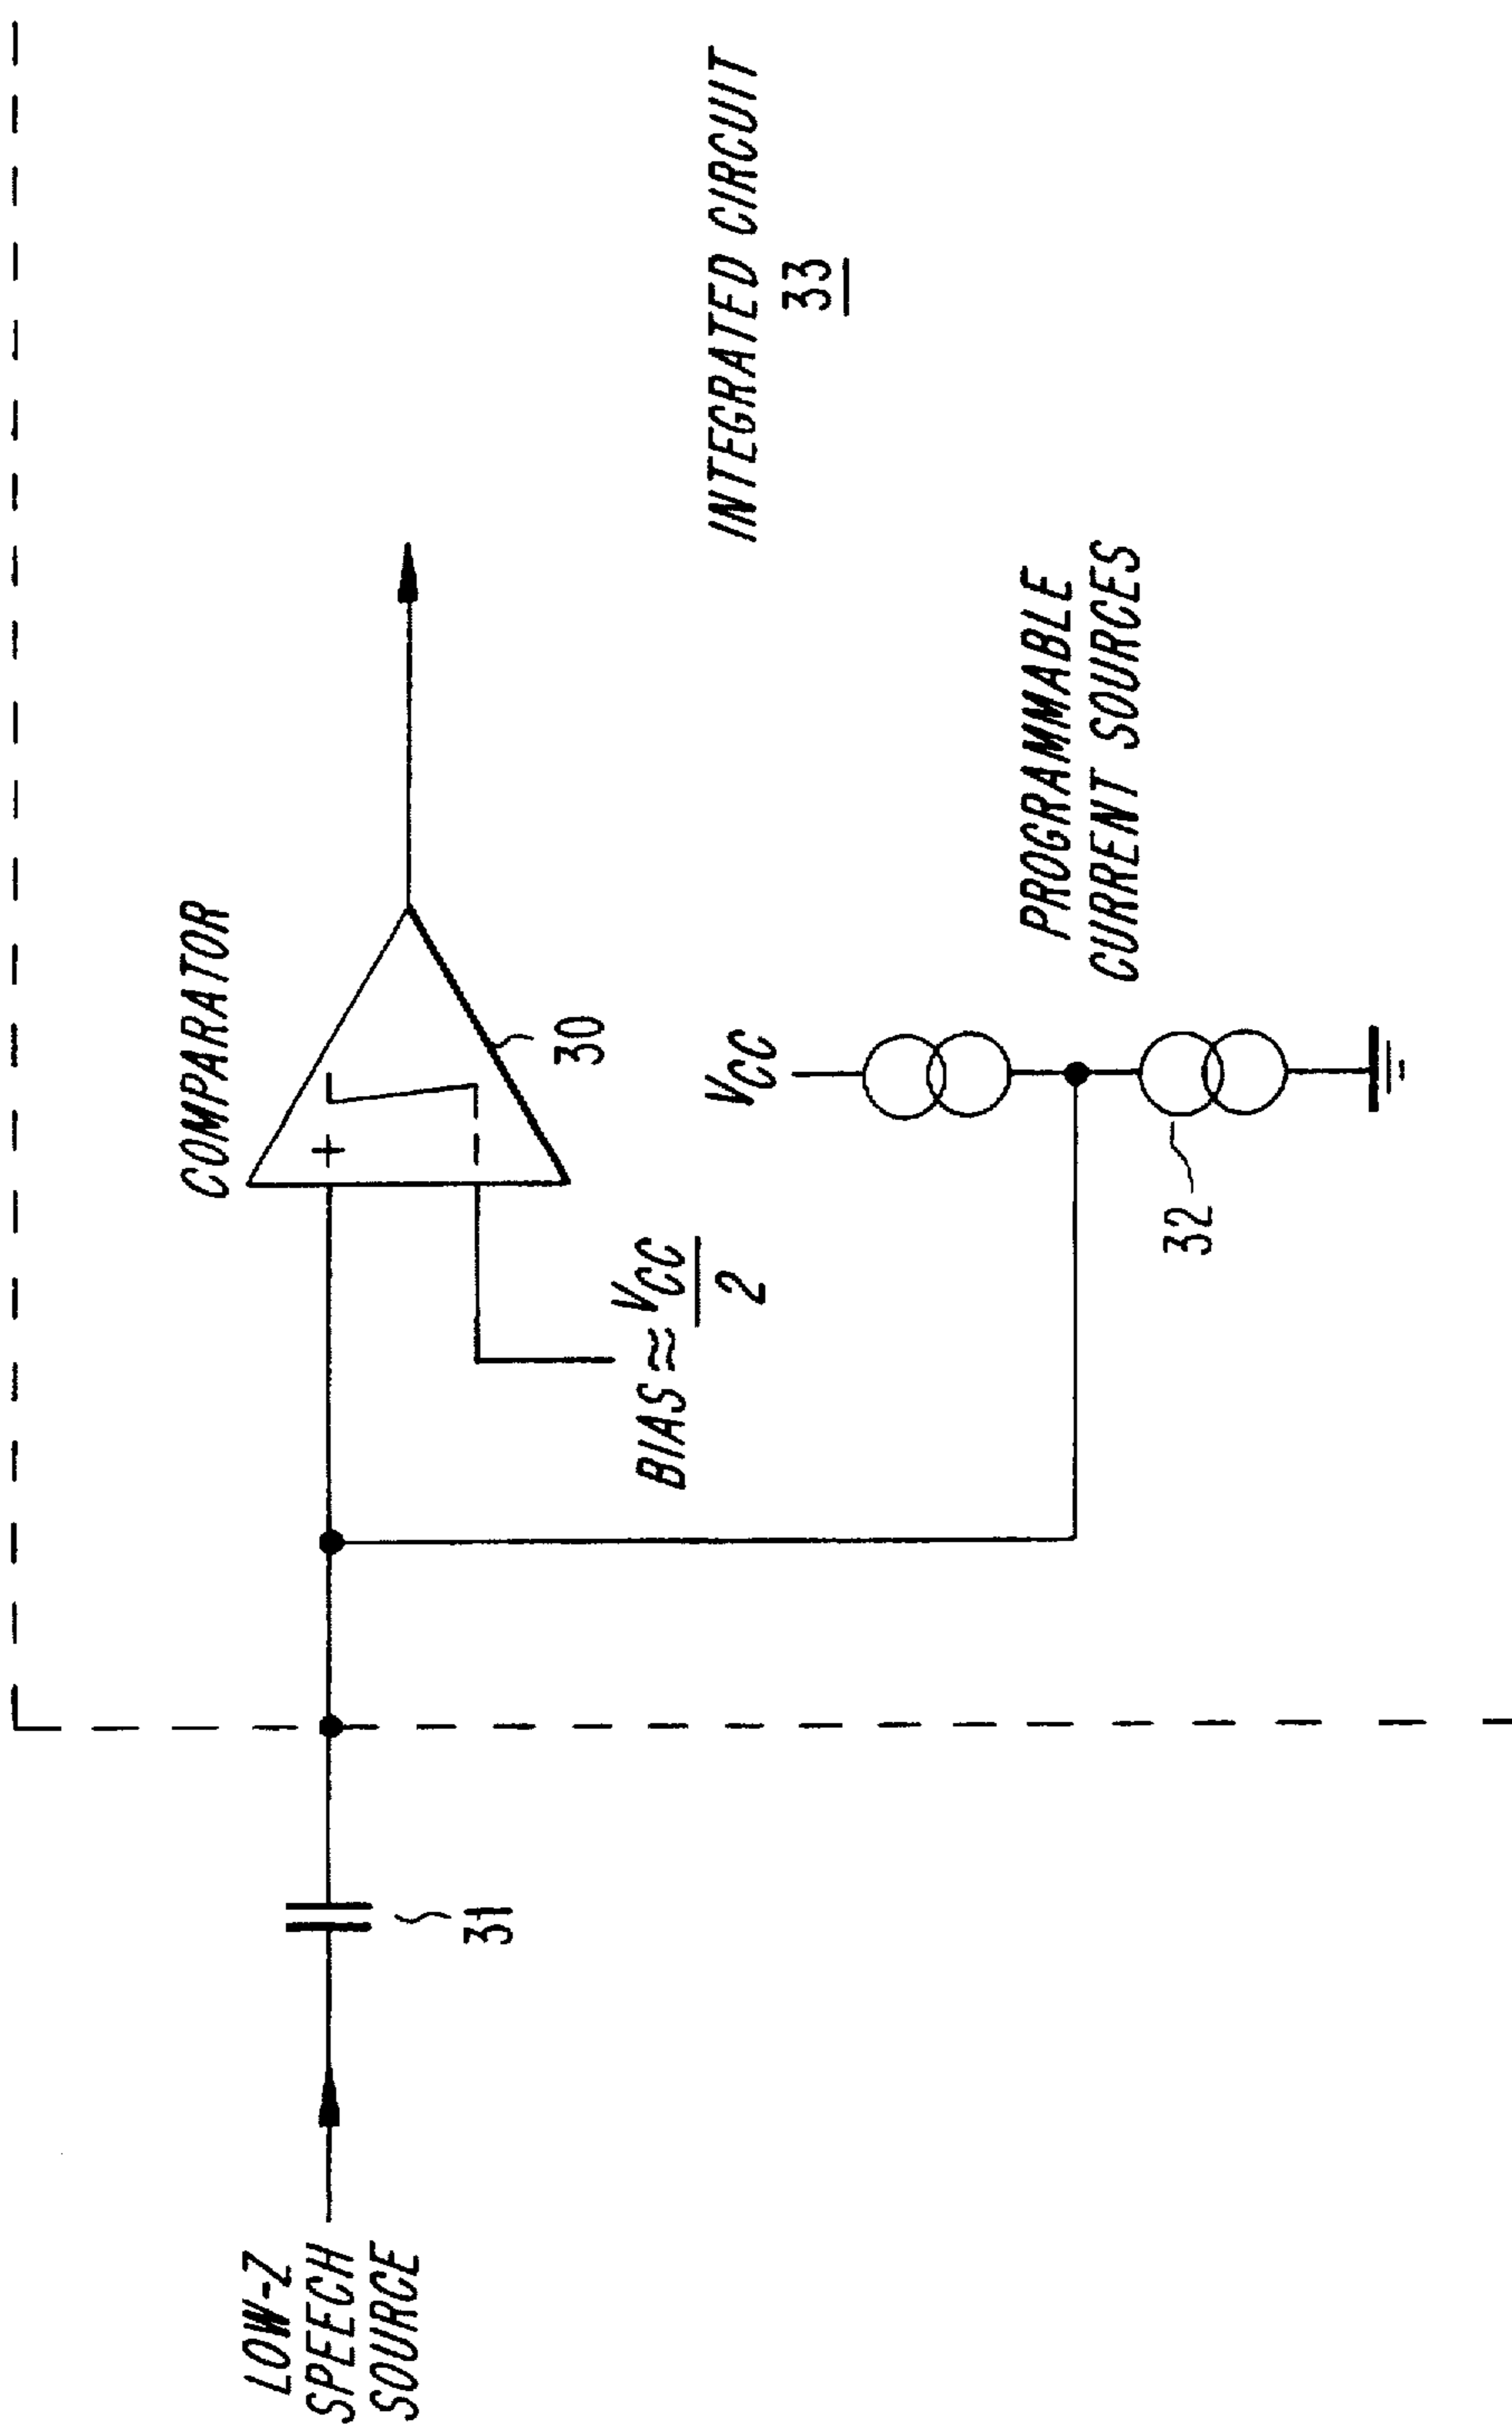 COMPARATOR
30
LOW-Z
SPEECH
SOURCE
31
BIAS ≈ VCC
2
VCC
32
INTEGRATED CIRCUIT
33
PROGRAMMABLE
CURRENT SOURCES
+
-